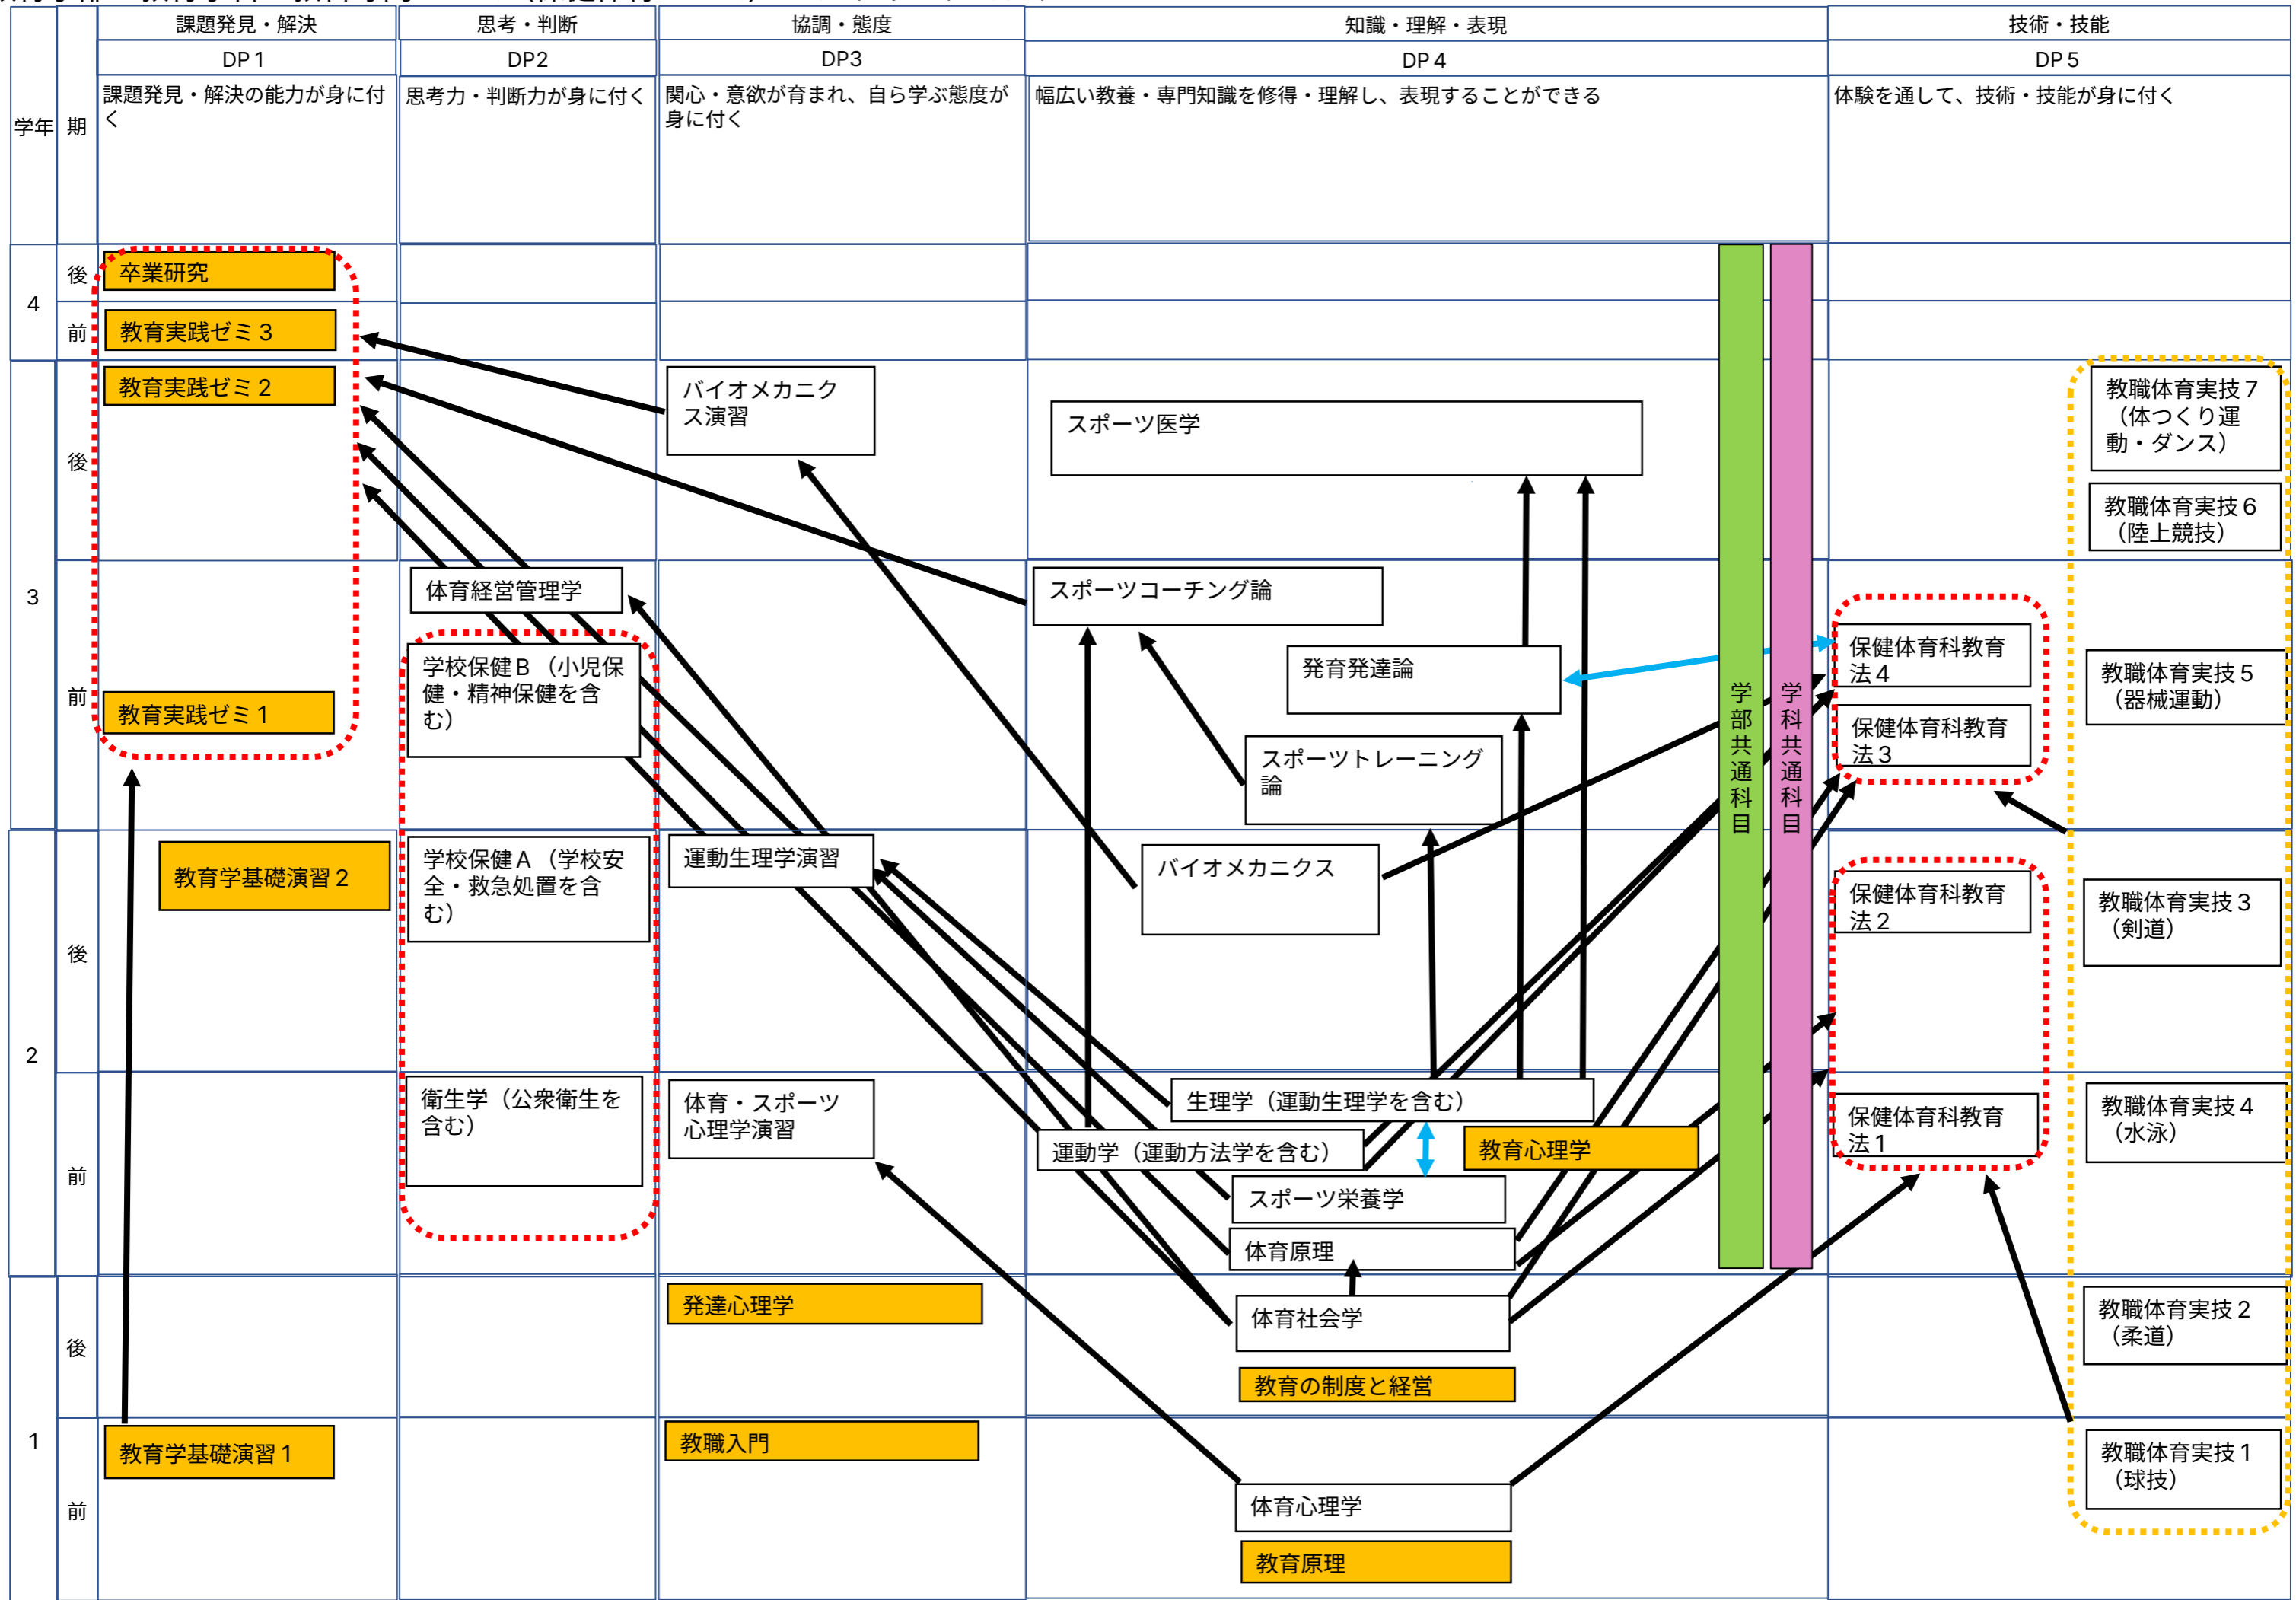 課題発見・解決
思考・判断
協調・態度
知識・理解・表現
技術・技能
DP1
DP2
DP3
DP4
DP5
学年
期
課題発見・解決の能力が身に付
く
思考力・判断力が身に付く
関心・意欲が育まれ、自ら学ぶ態度が
身に付く
幅広い教養・専門知識を修得・理解し、表現することができる
体験を通して、技術・技能が身に付く
4
後
卒業研究
前
教育実践ゼミ3
3
後
教育実践ゼミ2
バイオメカニク
ス演習
スポーツ医学
教職体育実技7
（体つくり運
動・ダンス）
教職体育実技6
（陸上競技）
前
体育経営管理学
スポーツコーチング論
学校保健B（小児保
健・精神保健を含
む）
発育発達論
保健体育科教育
法4
教職体育実技5
（器械運動）
教育実践ゼミ1
スポーツトレーニング
論
保健体育科教育
法3
学部共通科目
学科共通科目
2
後
教育学基礎演習2
学校保健A（学校安
全・救急処置を含
む）
運動生理学演習
バイオメカニクス
保健体育科教育
法2
教職体育実技3
（剣道）
前
衛生学（公衆衛生を
含む）
体育・スポーツ
心理学演習
生理学（運動生理学を含む）
運動学（運動方法学を含む）
教育心理学
スポーツ栄養学
体育原理
保健体育科教育
法1
教職体育実技4
（水泳）
1
後
発達心理学
体育社会学
教育の制度と経営
教職体育実技2
（柔道）
前
教育学基礎演習1
教職入門
体育心理学
教育原理
教職体育実技1
（球技）